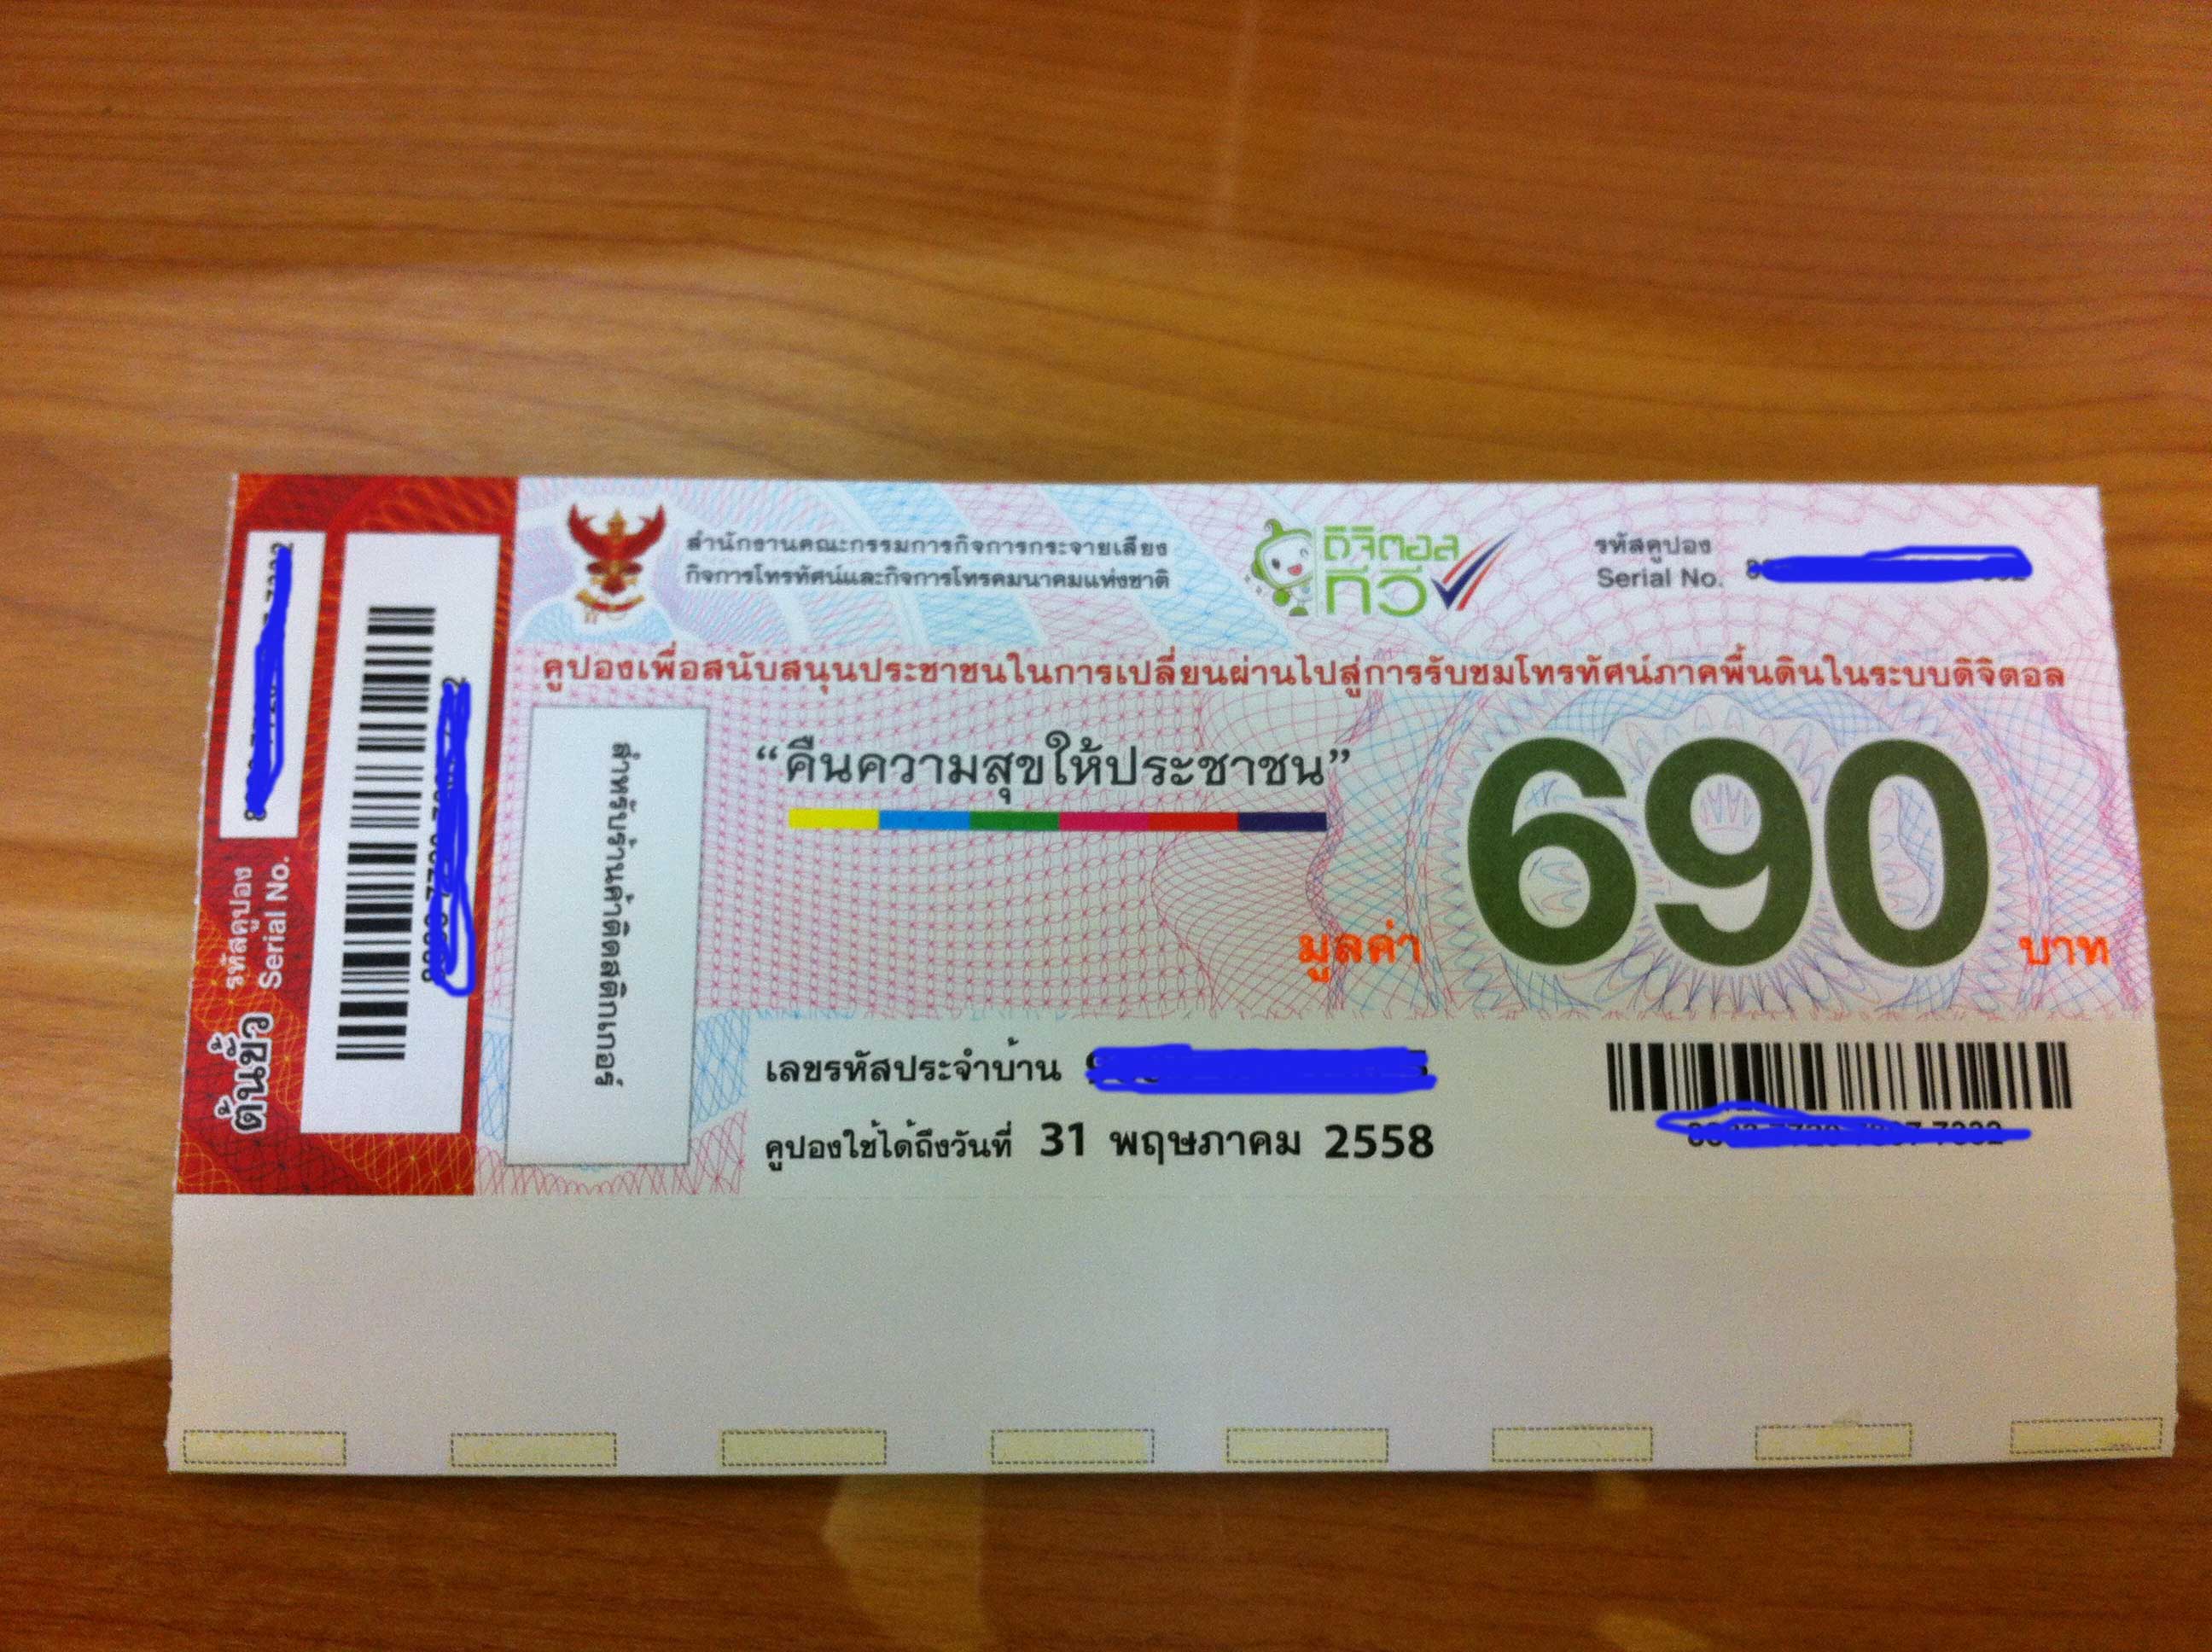 สำนักงานคณะกรรมการกิจการกระจายเสียง
กิจการโทรทัศน์และกิจการโทรคมนาคมแห่งชาติ
ดิจิตอล
ทีวี
รหัสคูปอง
Serial No.
คูปองเพื่อสนับสนุนประชาชนในการเปลี่ยนผ่านไปสู่การรับชมโทรทัศน์ภาคพื้นดินในระบบดิจิตอล
“คืนความสุขให้ประชาชน”
มูลค่า 690 บาท
เลขรหัสประจำบ้าน
คูปองใช้ได้ถึงวันที่ 31 พฤษภาคม 2558
สำหรับร้านค้าติดสติกเกอร์
ต้นขั้ว
รหัสคูปอง
Serial No.